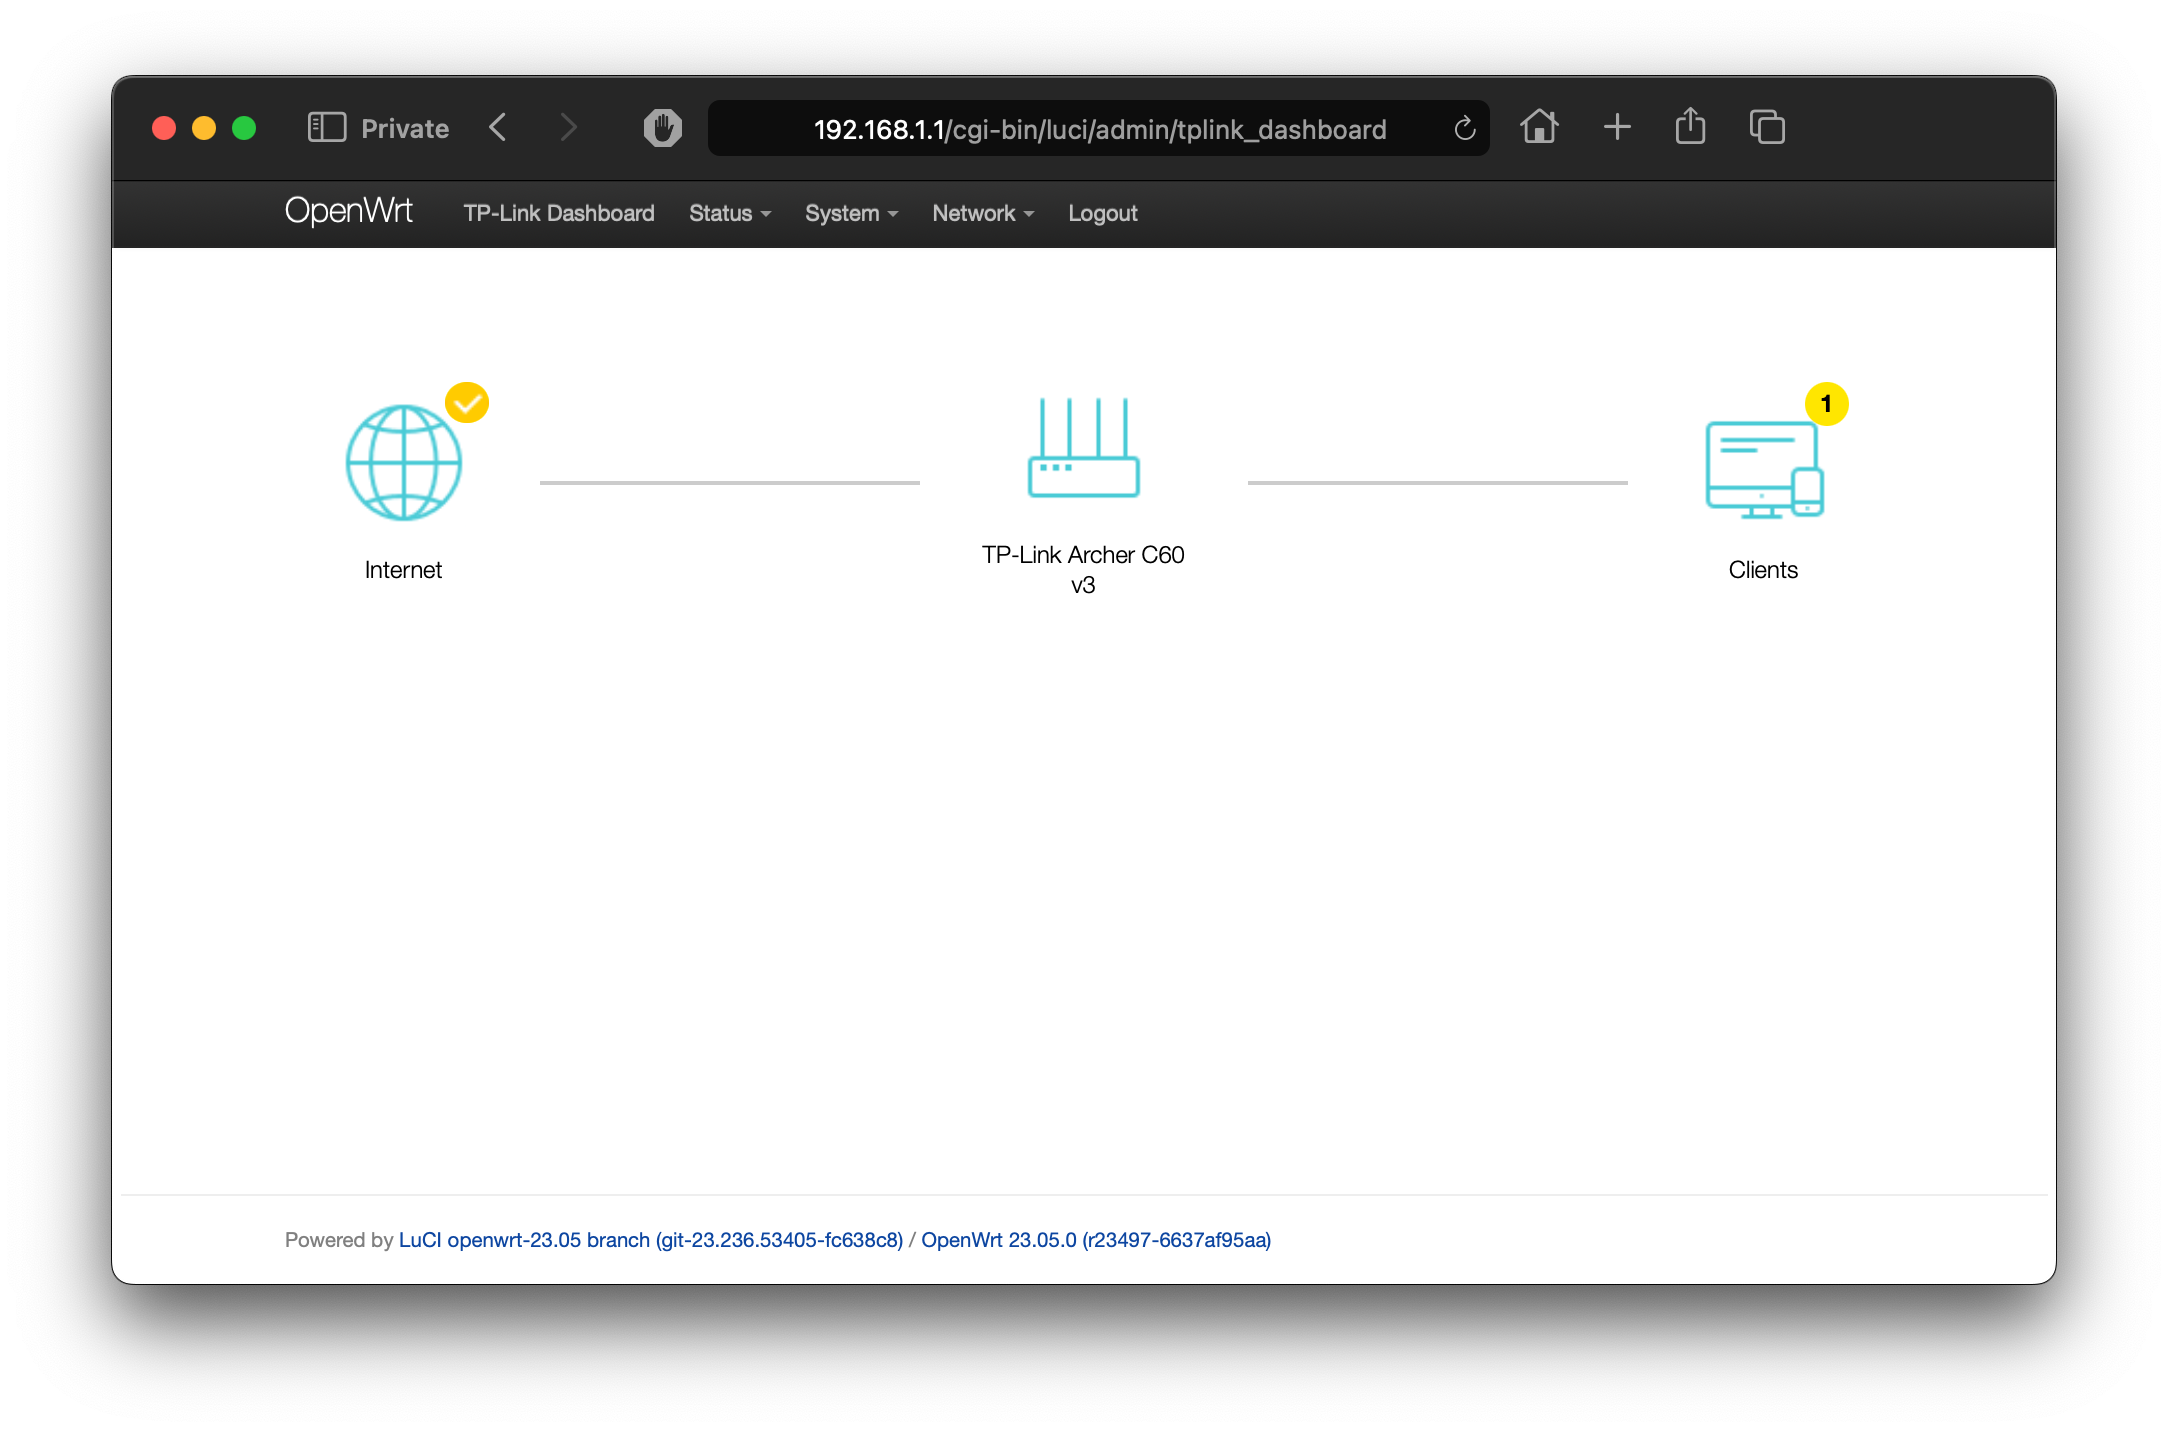 Private
192.168.1.1/cgi-bin/luci/admin/tplink_dashboard
OpenWrt TP-Link Dashboard Status System Network Logout
1
Internet
TP-Link Archer C60
v3
Clients
Powered by LuCI openwrt-23.05 branch (git-23.236.53405-fc638c8) / OpenWrt 23.05.0 (r23497-6637af95aa)